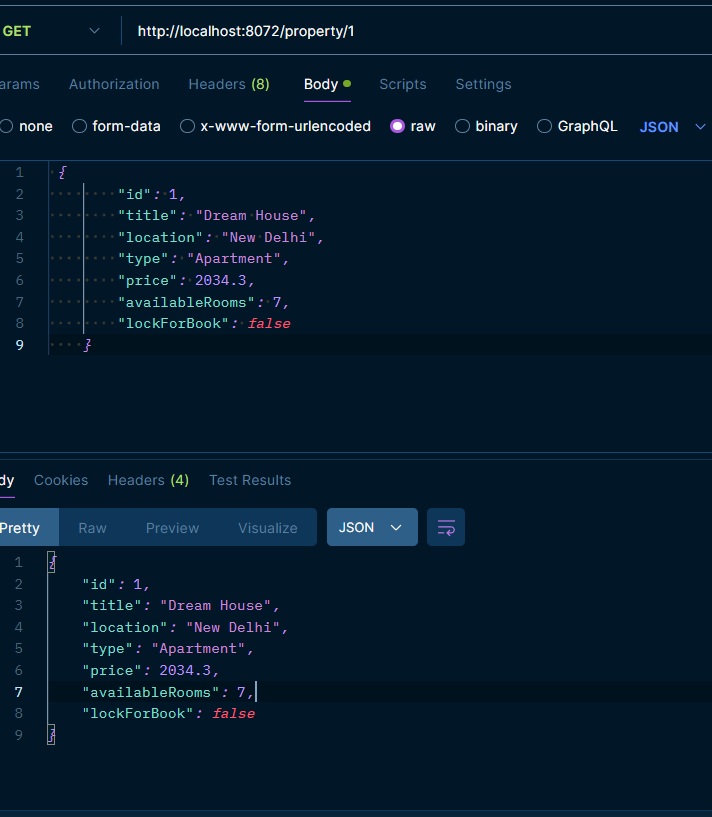 GET http://localhost:8072/property/1
arams Authorization Headers (8) Body Scripts Settings
none form-data x-www-form-urlencoded raw binary GraphQL JSON
1 {
2 "id": 1,
3 "title": "Dream House",
4 "location": "New Delhi",
5 "type": "Apartment",
6 "price": 2034.3,
7 "availableRooms": 7,
8 "lockForBook": false
9 }
dy Cookies Headers (4) Test Results
Pretty Raw Preview Visualize JSON
1 {
2 "id": 1,
3 "title": "Dream House",
4 "location": "New Delhi",
5 "type": "Apartment",
6 "price": 2034.3,
7 "availableRooms": 7,
8 "lockForBook": false
9 }